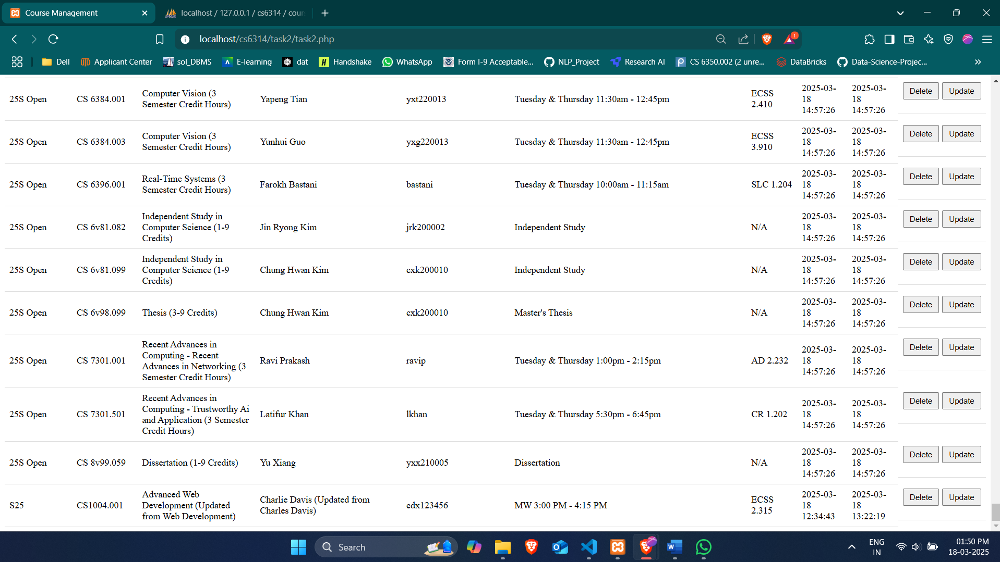 Course Management
localhost / 127.0.0.1 / cs6314 / cour
localhost/cs6314/task2/task2.php
1
Dell
Applicant Center
sol_DBMS
E-learning
dat
Handshake
WhatsApp
Form I-9 Acceptable...
NLP_Project
Research AI
CS 6350.002 (2 unre...
DataBricks
Data-Science-Projec...
25S Open CS 6384.001 Computer Vision (3 Yapeng Tian yxt220013 Tuesday & Thursday 11:30am - 12:45pm ECSS 2025-03- 2025-03- Delete Update
Semester Credit Hours) 2.410 18 18
14:57:26 14:57:26
25S Open CS 6384.003 Computer Vision (3 Yunhui Guo yxg220013 Tuesday & Thursday 11:30am - 12:45pm ECSS 2025-03- 2025-03- Delete Update
Semester Credit Hours) 3.910 18 18
14:57:26 14:57:26
25S Open CS 6396.001 Real-Time Systems (3 Farokh Bastani bastani Tuesday & Thursday 10:00am - 11:15am SLC 1.204 2025-03- 2025-03- Delete Update
Semester Credit Hours) 18 18
14:57:26 14:57:26
25S Open CS 6v81.082 Independent Study in Jin Ryong Kim jrk200002 Independent Study N/A 2025-03- 2025-03- Delete Update
Computer Science (1-9 18 18
Credits) 14:57:26 14:57:26
25S Open CS 6v81.099 Independent Study in Chung Hwan Kim cxk200010 Independent Study N/A 2025-03- 2025-03- Delete Update
Computer Science (1-9 18 18
Credits) 14:57:26 14:57:26
25S Open CS 6v98.099 Thesis (3-9 Credits) Chung Hwan Kim cxk200010 Master's Thesis N/A 2025-03- 2025-03- Delete Update
18 18
14:57:26 14:57:26
25S Open CS 7301.001 Recent Advances in Ravi Prakash ravip Tuesday & Thursday 1:00pm - 2:15pm AD 2.232 2025-03- 2025-03- Delete Update
Computing - Recent 18 18
Advances in Networking (3 14:57:26 14:57:26
Semester Credit Hours)
25S Open CS 7301.501 Recent Advances in Latifur Khan lkhan Tuesday & Thursday 5:30pm - 6:45pm CR 1.202 2025-03- 2025-03- Delete Update
Computing - Trustworthy Ai 18 18
and Application (3 Semester 14:57:26 14:57:26
Credit Hours)
25S Open CS 8v99.059 Dissertation (1-9 Credits) Yu Xiang yxx210005 Dissertation N/A 2025-03- 2025-03- Delete Update
18 18
14:57:26 14:57:26
S25 CS1004.001 Advanced Web Charlie Davis (Updated from cdx123456 MW 3:00 PM - 4:15 PM ECSS 2025-03- 2025-03- Delete Update
Development (Updated Charles Davis) 2.315 18 18
from Web Development) 12:34:43 13:22:19
Search
ENG
IN
01:50 PM
18-03-2025